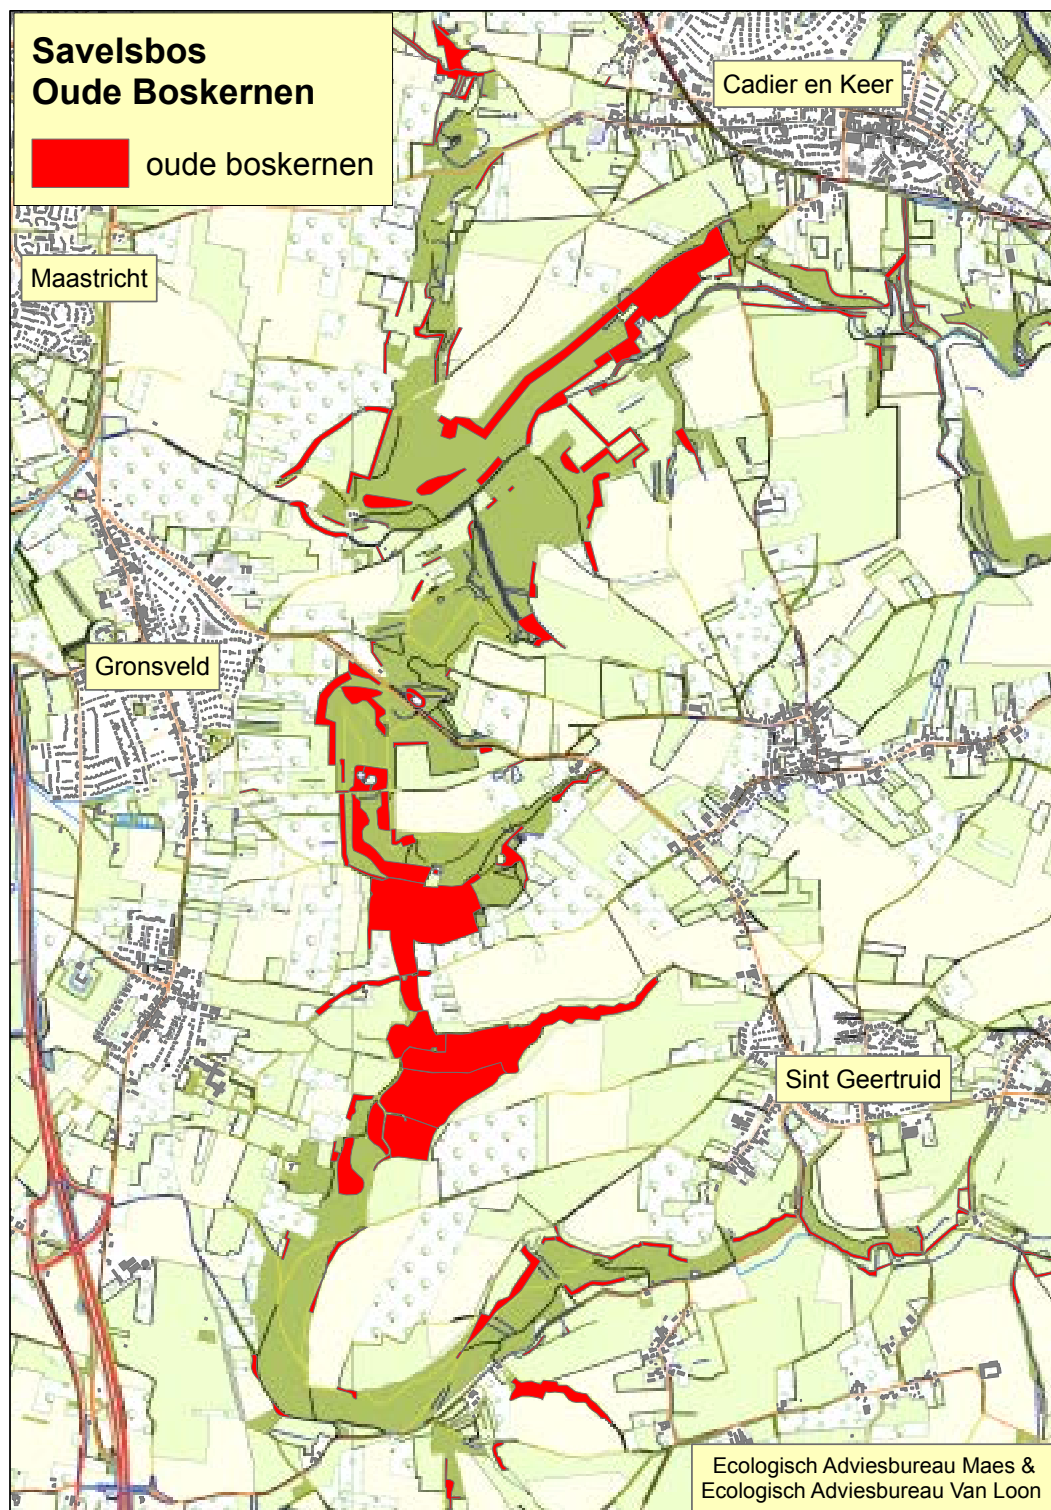 Savelsbos
Oude Boskernen
oude boskernen
Cadier en Keer
Maastricht
Gronsveld
Sint Geertruid
Ecologisch Adviesbureau Maes &
Ecologisch Adviesbureau Van Loon